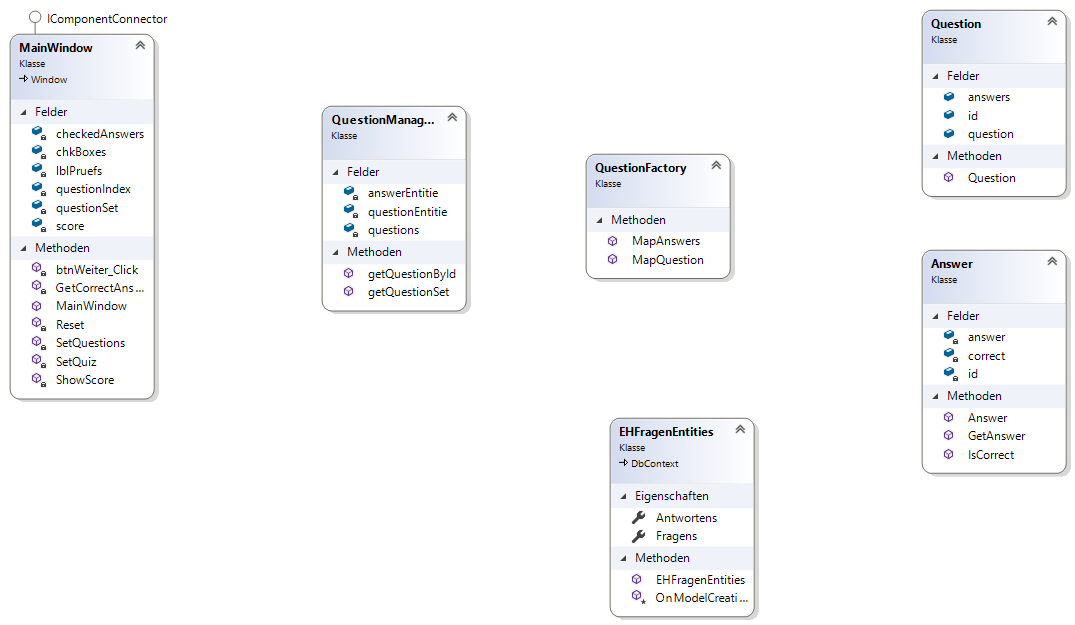 IComponentConnector
MainWindow
Klasse
Window
Felder
checkedAnswers
chkBoxes
lblPruefs
questionIndex
questionSet
score
Methoden
btnWeiter_Click
GetCorrectAns ...
MainWindow
Reset
SetQuestions
SetQuiz
ShowScore
QuestionManag...
Klasse
Felder
answerEntitie
questionEntitie
questions
Methoden
getQuestionById
getQuestionSet
QuestionFactory
Klasse
Methoden
MapAnswers
MapQuestion
EHFragenEntities
Klasse
DbContext
Eigenschaften
Antwortens
Fragens
Methoden
EHFragenEntities
OnModelCreati ...
Question
Klasse
Felder
answers
id
question
Methoden
Question
Answer
Klasse
Felder
answer
correct
id
Methoden
Answer
GetAnswer
IsCorrect